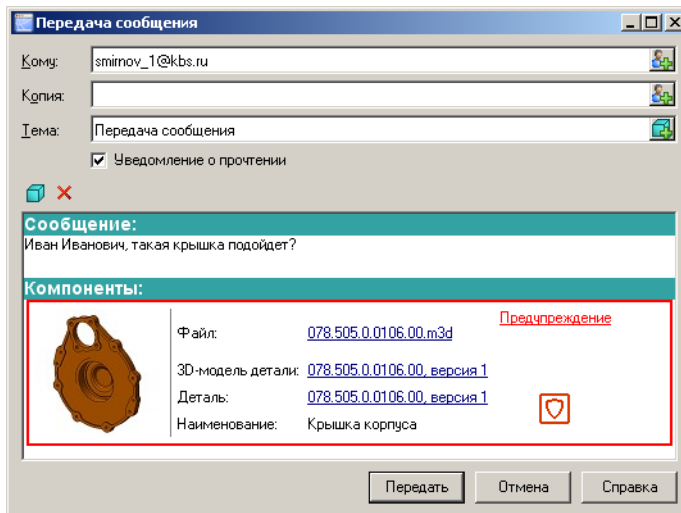 Передача сообщения
Кому: smirnov_1@kbs.ru
Копия:
Тема: Передача сообщения
Уведомление о прочтении
Сообщение:
Иван Иванович, такая крышка подойдет?
Компоненты:
Предупреждение
Файл: 078.505.0.0106.00.m3d
3D-модель детали: 078.505.0.0106.00, версия 1
Деталь: 078.505.0.0106.00, версия 1
Наименование: Крышка корпуса
Передать Отмена Справка